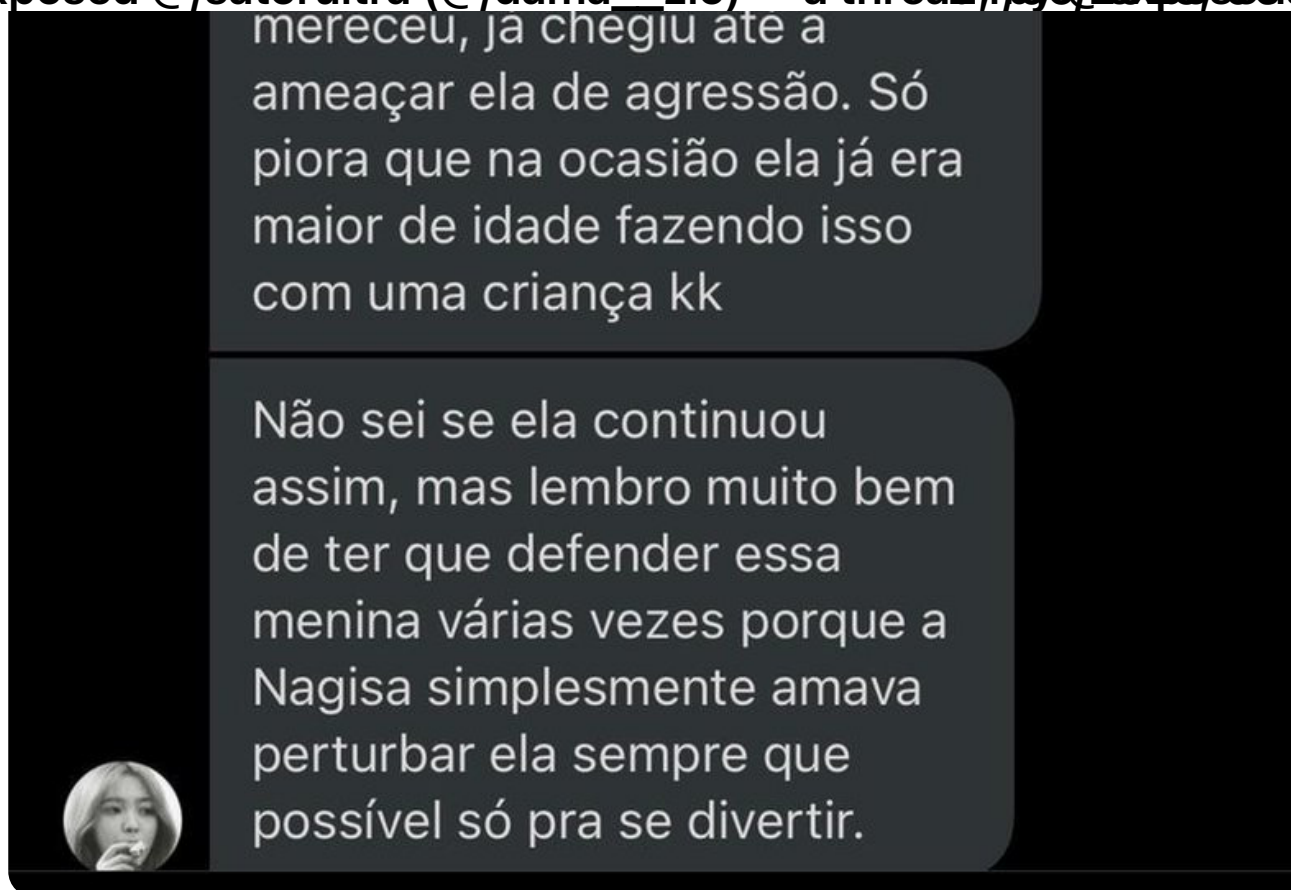 mereceu, já chegiu até a
ameaçar ela de agressão. Só
piora que na ocasião ela já era
maior de idade fazendo isso
com uma criança kk
Não sei se ela continuou
assim, mas lembro muito bem
de ter que defender essa
menina várias vezes porque a
Nagisa simplesmente amava
perturbar ela sempre que
possível só pra se divertir.